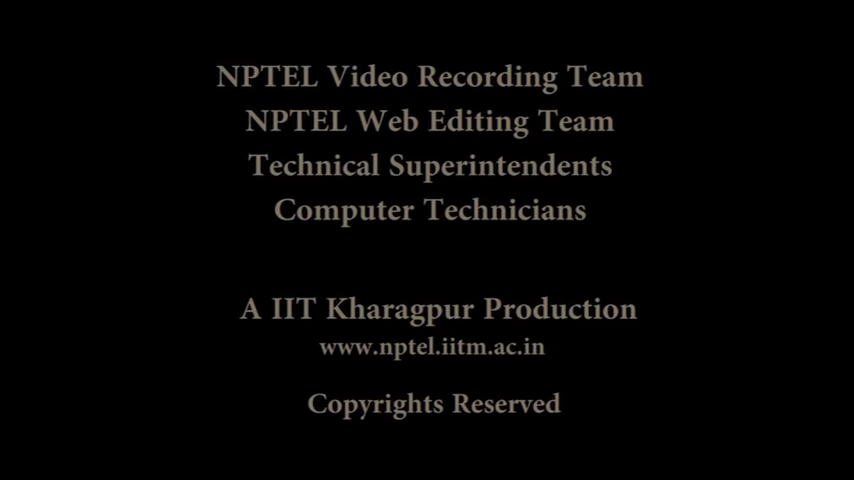 NPTEL Video Recording Team
NPTEL Web Editing Team
Technical Superintendents
Computer Technicians
A IIT Kharagpur Production
www.nptel.iitm.ac.in
Copyrights Reserved